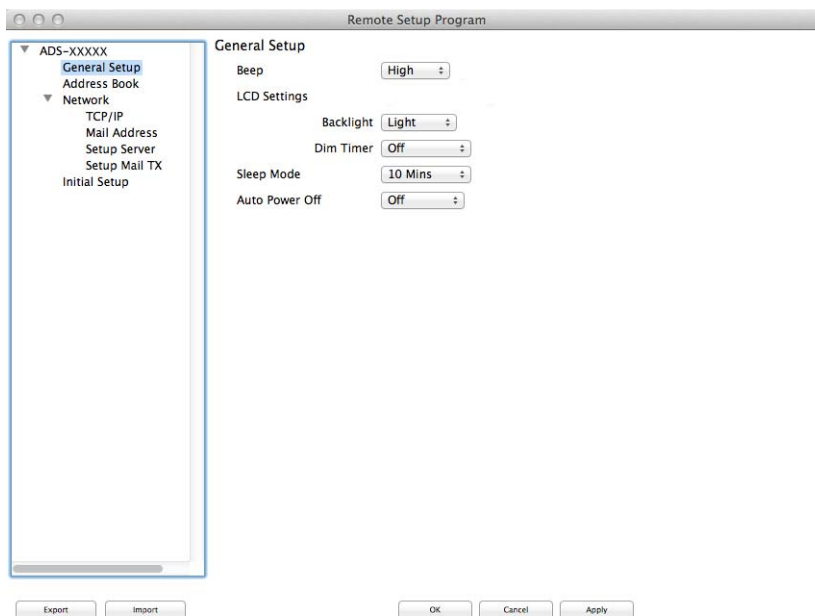 Remote Setup Program
ADS-XXXXX
General Setup
Address Book
Network
TCP/IP
Mail Address
Setup Server
Setup Mail TX
Initial Setup
General Setup
Beep High
LCD Settings
Backlight Light
Dim Timer Off
Sleep Mode 10 Mins
Auto Power Off Off
Export Import OK Cancel Apply